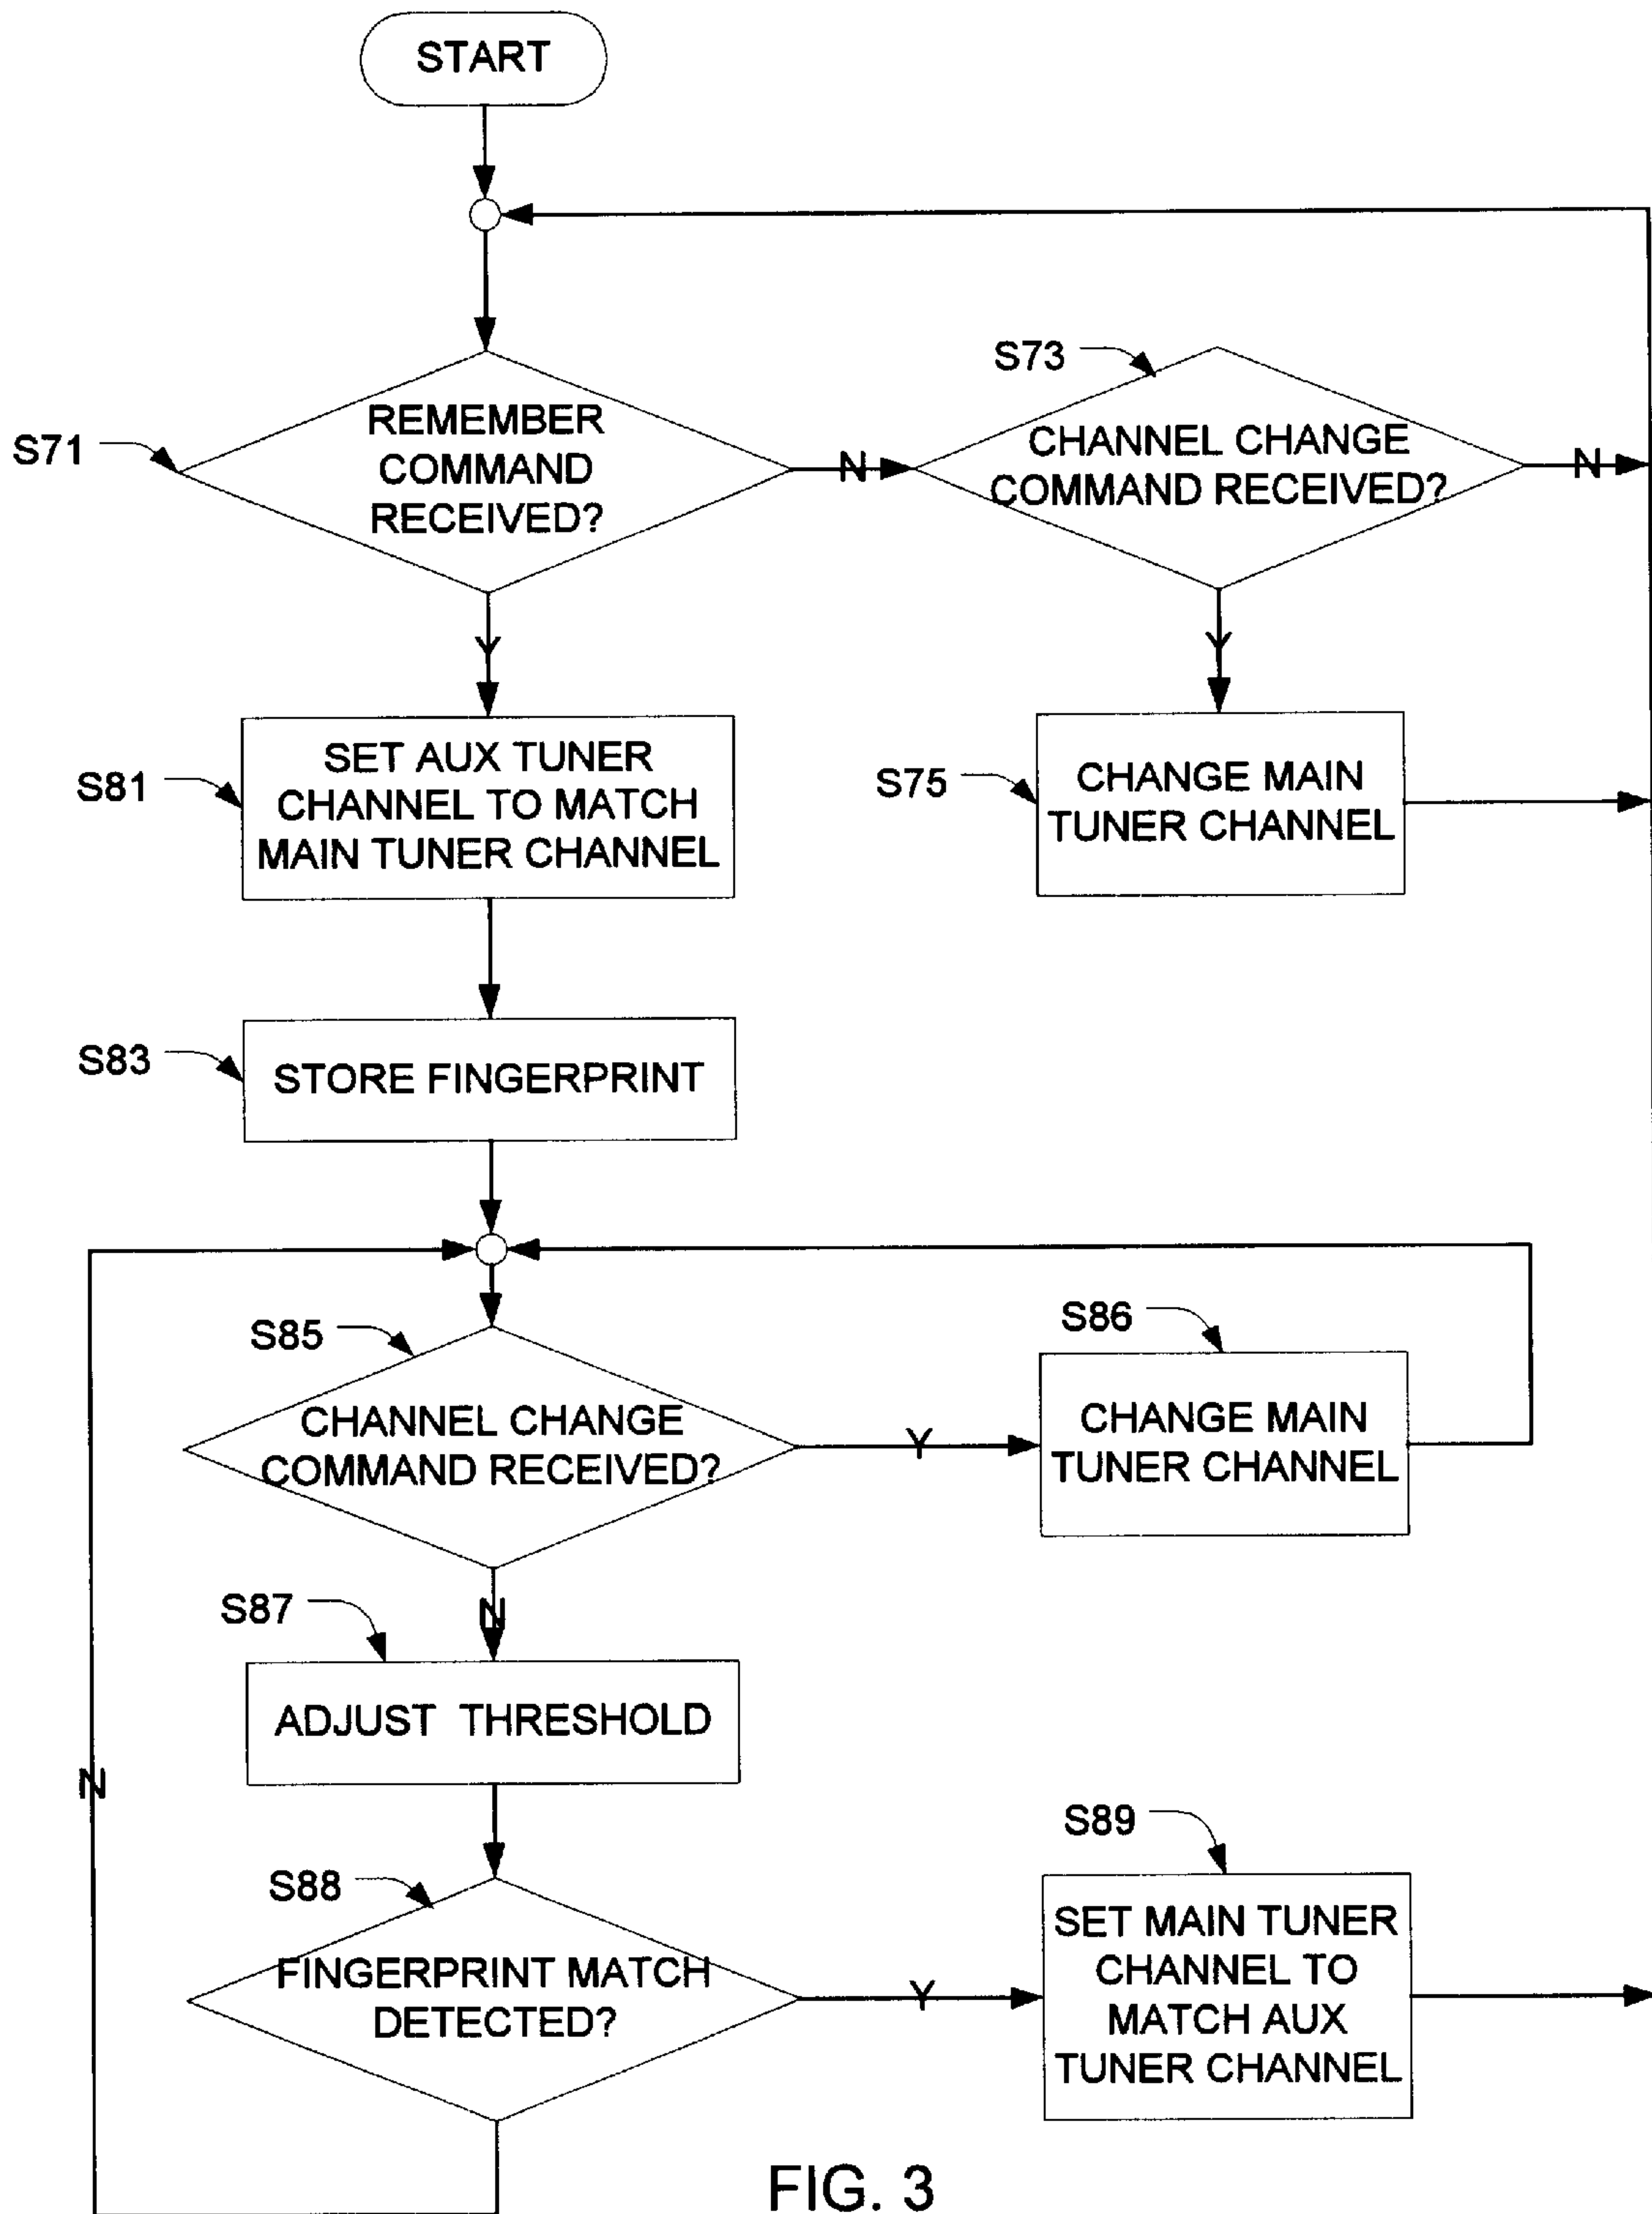 START
S71
REMEMBER
COMMAND
RECEIVED?
N
S73
CHANNEL CHANGE
COMMAND RECEIVED?
N
Y
Y
S81
SET AUX TUNER
CHANNEL TO MATCH
MAIN TUNER CHANNEL
S75
CHANGE MAIN
TUNER CHANNEL
S83
STORE FINGERPRINT
S85
CHANNEL CHANGE
COMMAND RECEIVED?
Y
S86
CHANGE MAIN
TUNER CHANNEL
N
S87
ADJUST THRESHOLD
N
S88
FINGERPRINT MATCH
DETECTED?
Y
S89
SET MAIN TUNER
CHANNEL TO
MATCH AUX
TUNER CHANNEL
FIG. 3